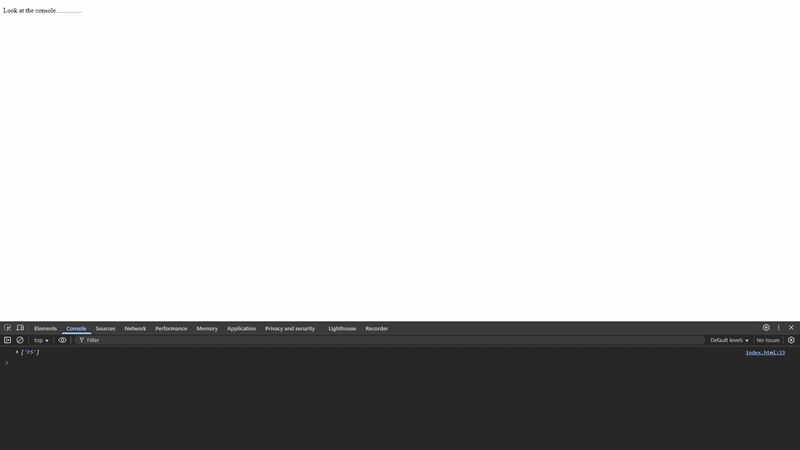 Look at the console................
Elements Console Sources Network Performance Memory Application Privacy and security Lighthouse Recorder
top Filter Default levels No Issues
['FS'] index.html:23